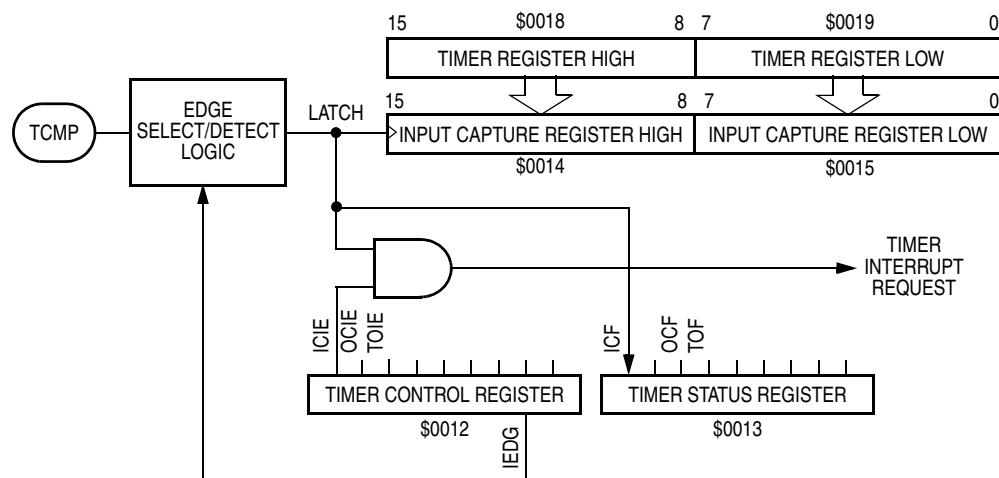 15 $0018 8 7 $0019 0
TIMER REGISTER HIGH TIMER REGISTER LOW
15 8 7 0
TCMP
EDGE
SELECT/DETECT
LOGIC
LATCH
INPUT CAPTURE REGISTER HIGH INPUT CAPTURE REGISTER LOW
$0014 $0015
TIMER
INTERRUPT
REQUEST
ICIE
OCIE
TOIE
ICF
OCF
TOF
TIMER CONTROL REGISTER TIMER STATUS REGISTER
$0012 $0013
IEDG